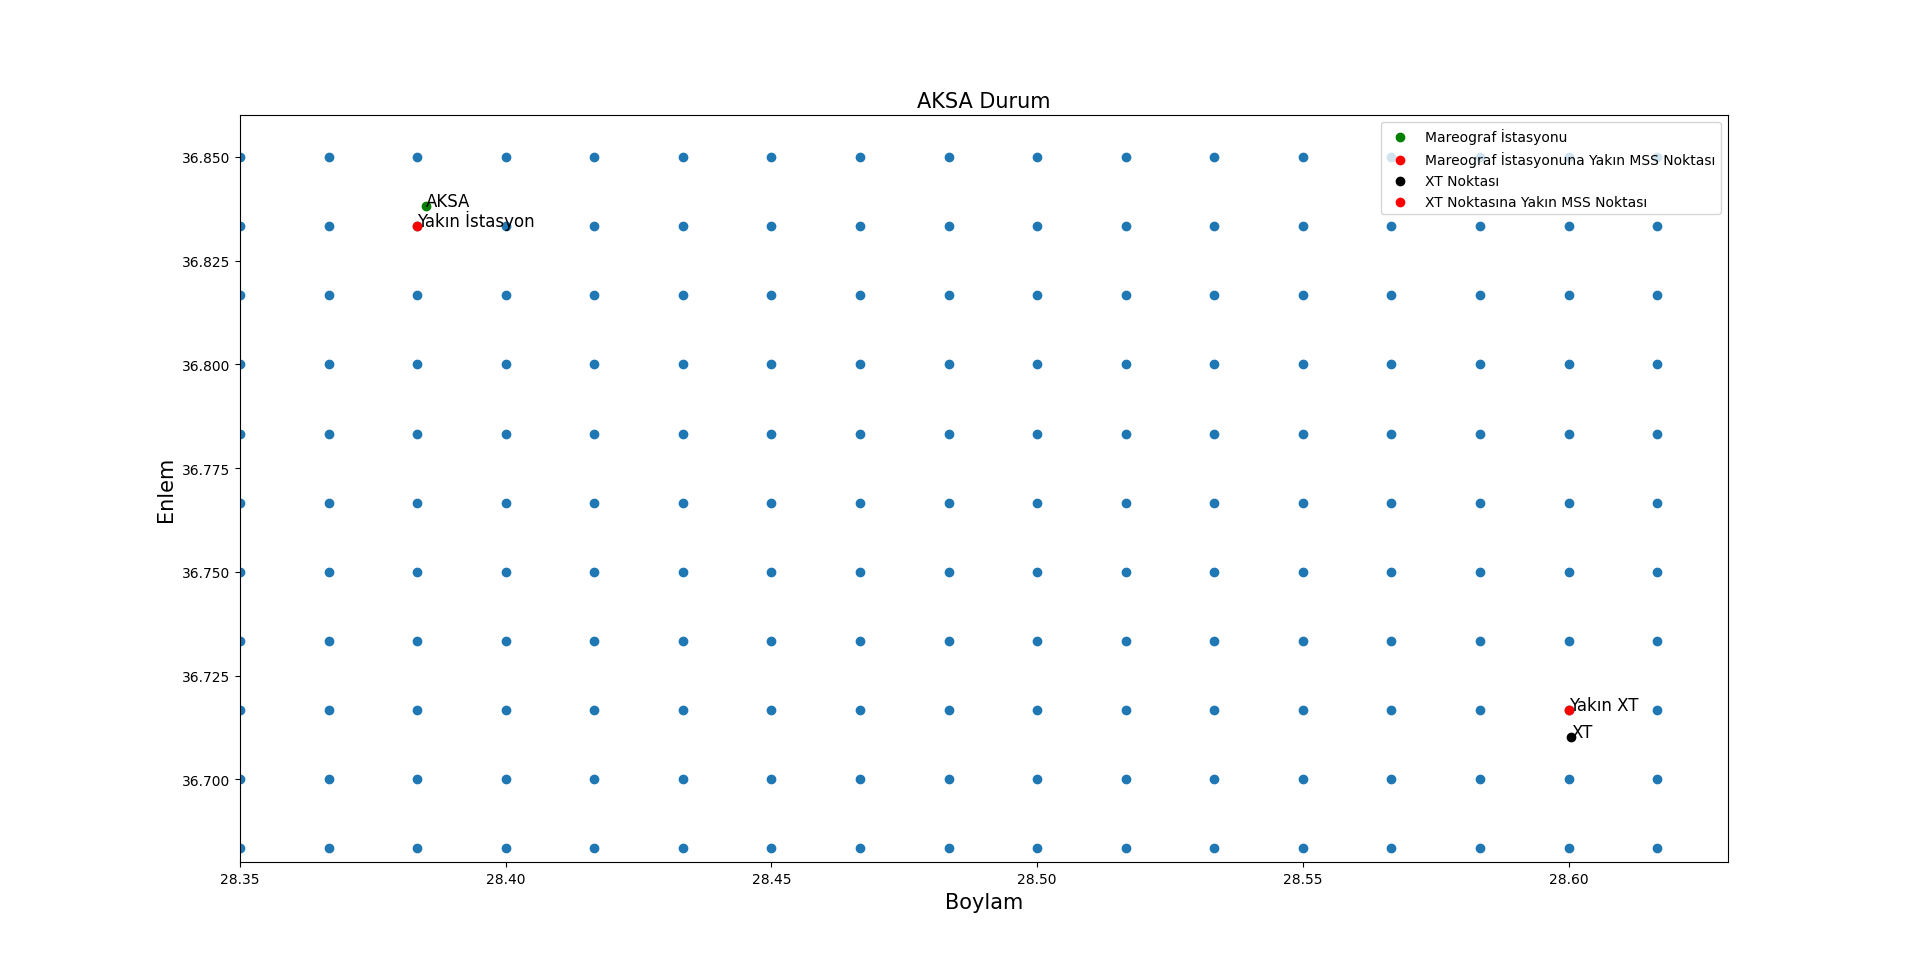 AKSA Durum
Mareograf İstasyonu
Mareograf İstasyonuna Yakın MSS Noktası
XT Noktası
XT Noktasına Yakın MSS Noktası
36.850
36.825
36.800
36.775
36.750
36.725
36.700
Enlem
AKSA
Yakın İstasyon
Yakın XT
XT
28.35
28.40
28.45
28.50
28.55
28.60
Boylam